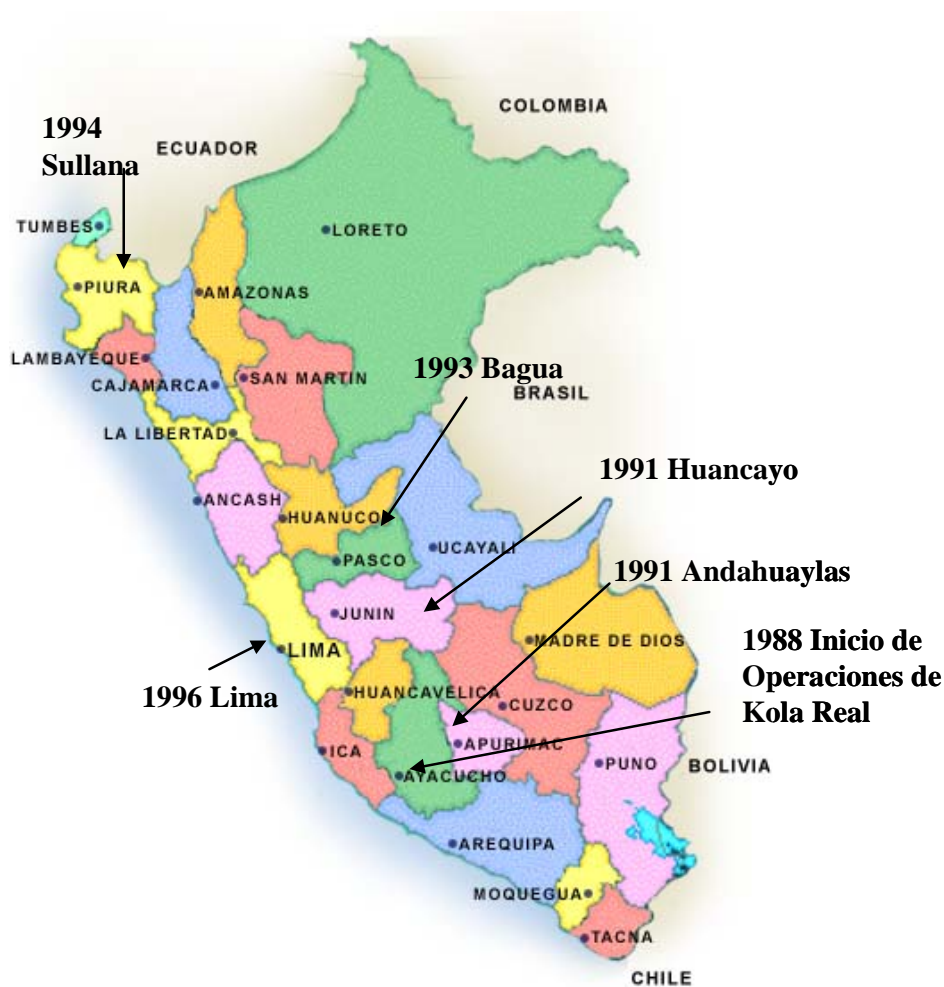 COLOMBIA
1994
Sullana
ECUADOR
TUMBES
LORETO
PIURA
AMAZONAS
LAMBAYEQUE
CAJAMARCA
SAN MARTIN
1993 Bagua
BRASIL
LA LIBERTAD
1991 Huancayo
ANCASH
HUANUCO
UCAYALI
PASCO
1991 Andahuaylas
JUNIN
MADRE DE DIOS
1988 Inicio de
Operaciones de
Kola Real
LIMA
1996 Lima
HUANCAVELICA
CUZCO
ICA
APURIMAC
PUNO
BOLIVIA
AYACUCHO
AREQUIPA
MOQUEGUA
TACNA
CHILE